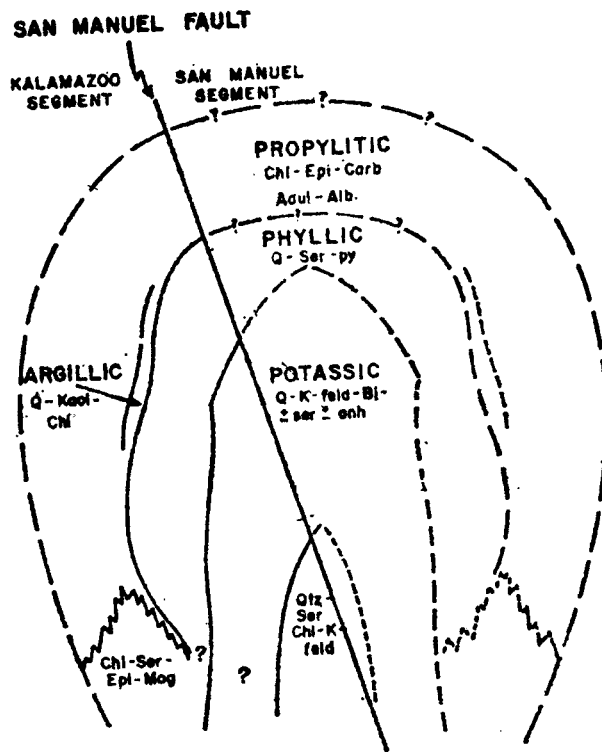 SAN MANUEL FAULT
KALAMAZOO
SEGMENT
SAN MANUEL
SEGMENT
?
?
?
PROPYLITIC
Chl-Epi-Carb
Adul-Alb.
?
?
?
PHYLLIC
Q-Ser-py
ARGILLIC
Q-Kaol-
Chl
POTASSIC
Q-K-feld-Bi-
± ser ± anh
Qtz-
Ser
Chl-K-
feld
Chl-Ser-
Epi-Mag
?
?